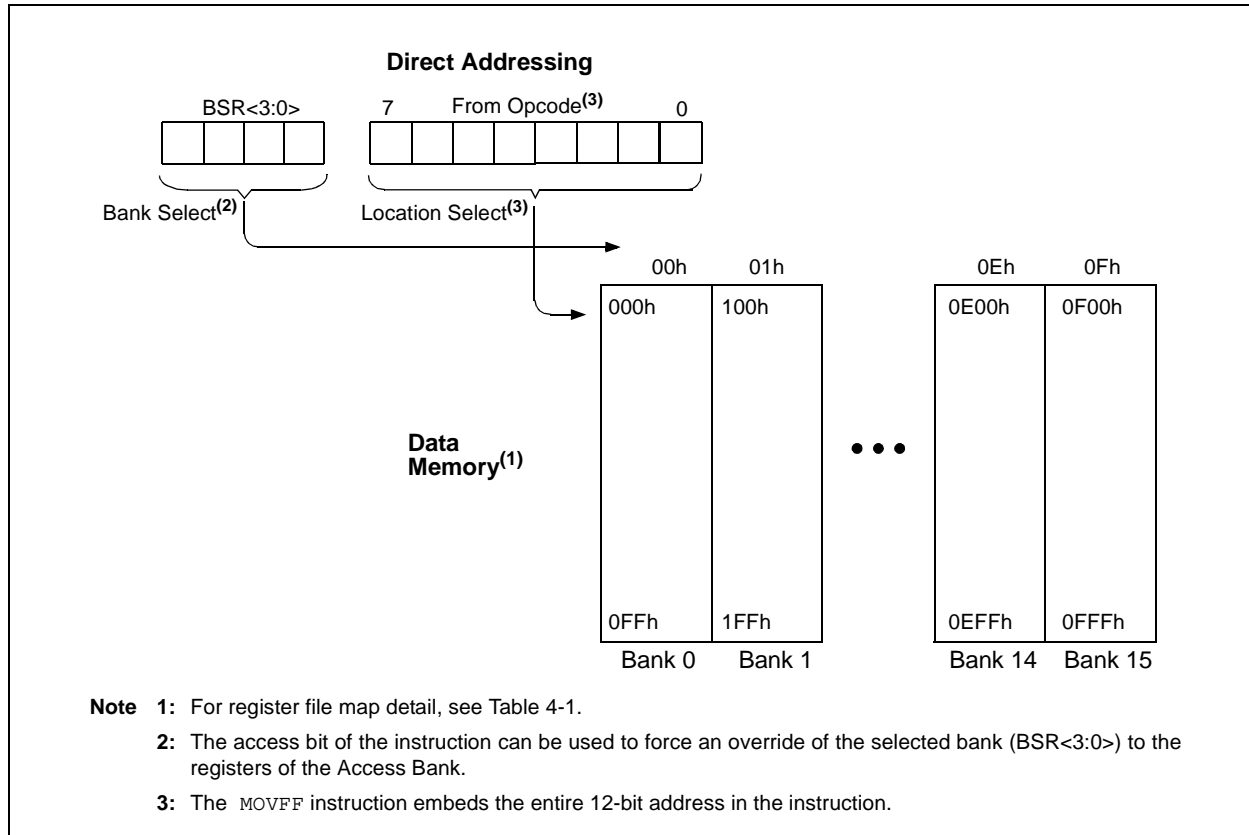 Direct Addressing
BSR<3:0>
7 From Opcode(3) 0
Bank Select(2)
Location Select(3)
00h 01h 0Eh 0Fh
000h 100h 0E00h 0F00h
Data
Memory(1)
0FFh 1FFh 0EFFh 0FFFh
Bank 0 Bank 1 Bank 14 Bank 15
Note 1: For register file map detail, see Table 4-1.
2: The access bit of the instruction can be used to force an override of the selected bank (BSR<3:0>) to the
registers of the Access Bank.
3: The MOVFF instruction embeds the entire 12-bit address in the instruction.